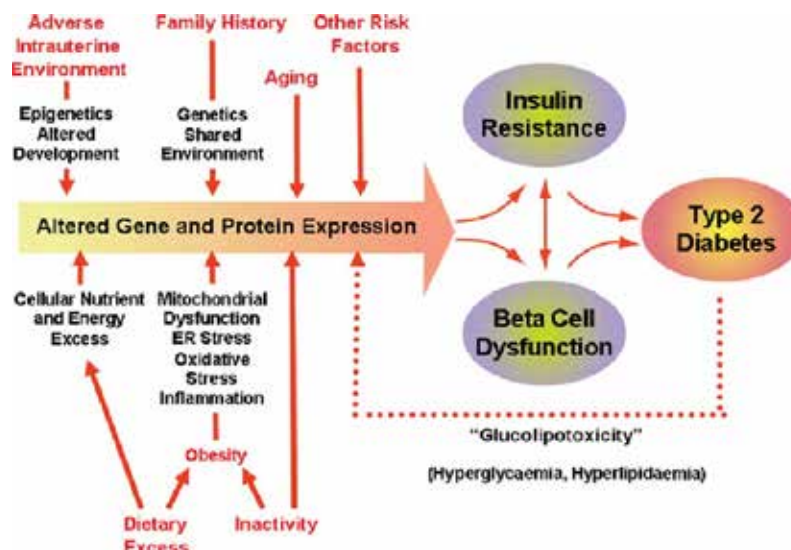 Adverse
Intrauterine
Environment
Family History
Other Risk
Factors
Aging
Epigenetics
Altered
Development
Genetics
Shared
Environment
Insulin
Resistance
Altered Gene and Protein Expression
Type 2
Diabetes
Cellular Nutrient
and Energy
Excess
Mitochondrial
Dysfunction
ER Stress
Oxidative
Stress
Inflammation
Beta Cell
Dysfunction
"Glucolipotoxicity"
(Hyperglycaemia, Hyperlipidaemia)
Obesity
Dietary
Excess
Inactivity